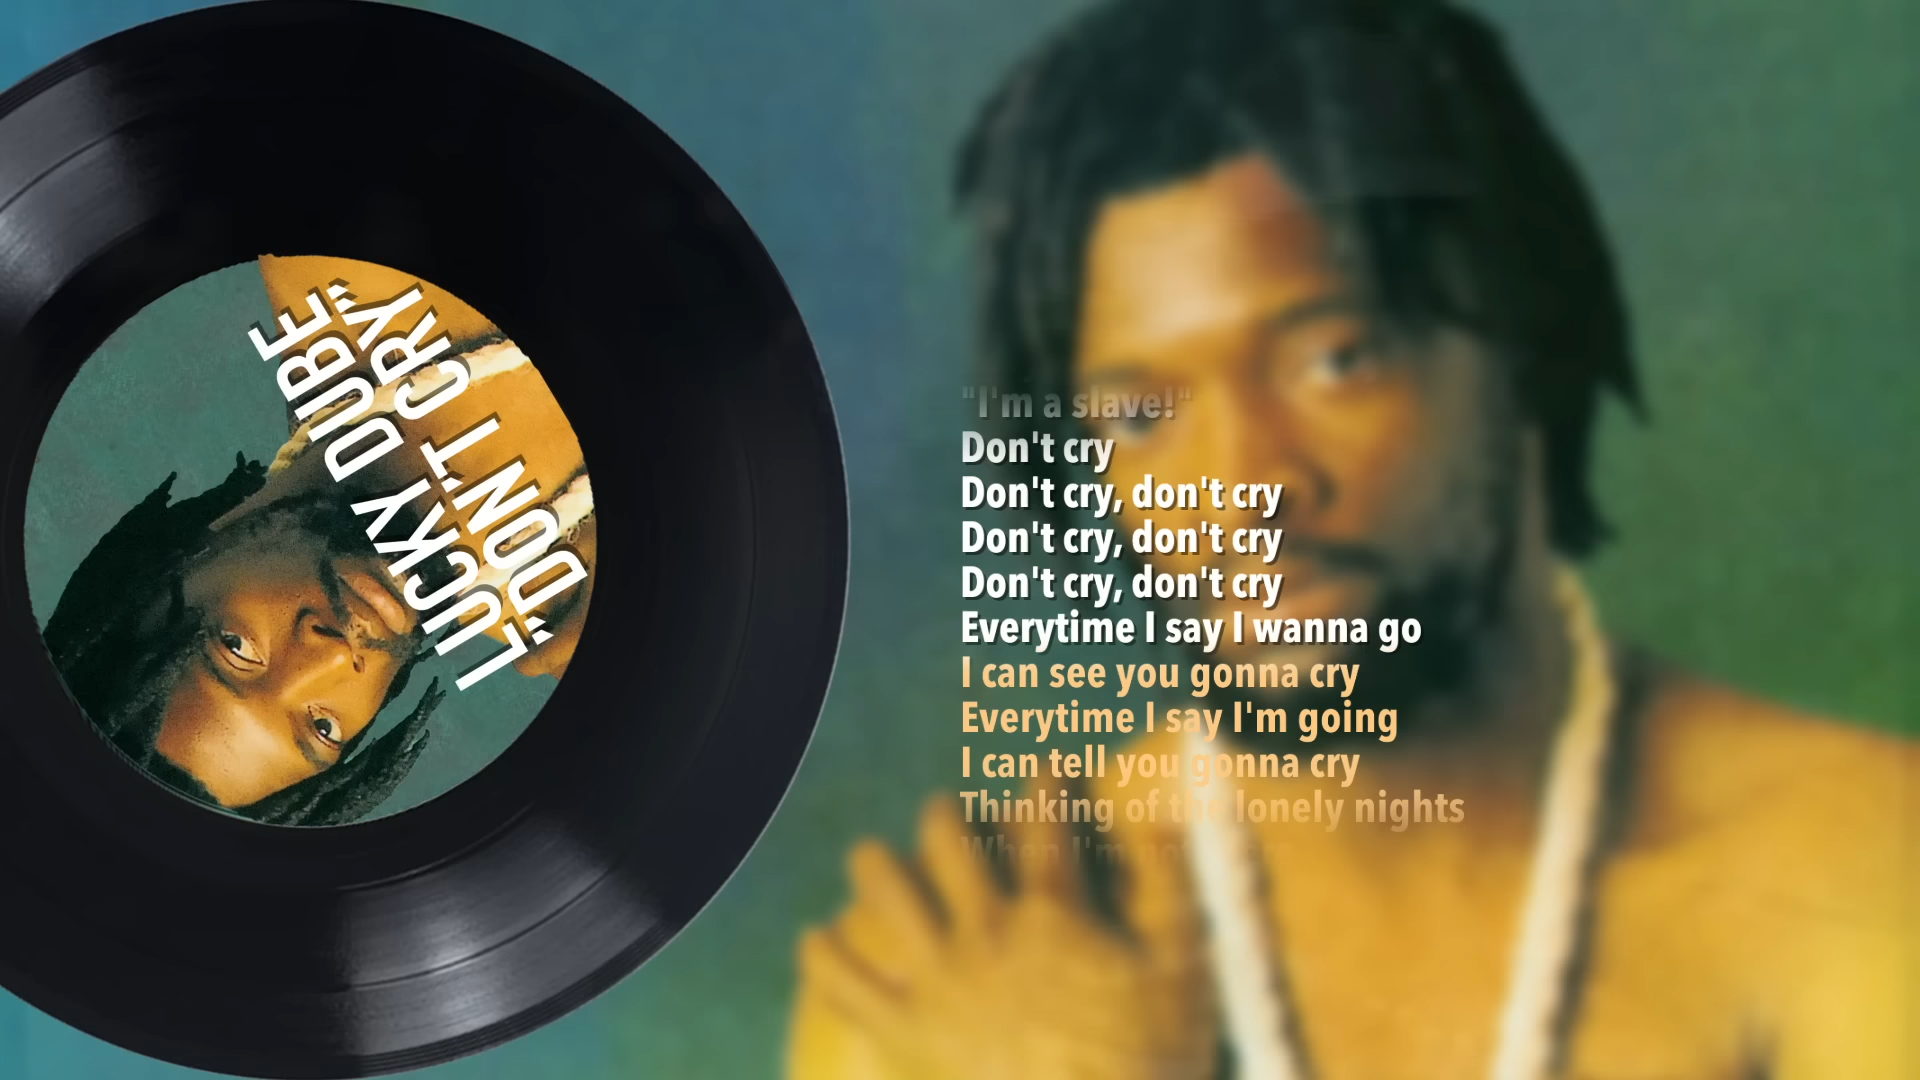 LUCKY DUBE
"DON'T CRY"
"I'm a slave!"
Don't cry
Don't cry, don't cry
Don't cry, don't cry
Don't cry, don't cry
Everytime I say I wanna go
I can see you gonna cry
Everytime I say I'm going
I can tell you gonna cry
Thinking of the lonely nights
When I'm